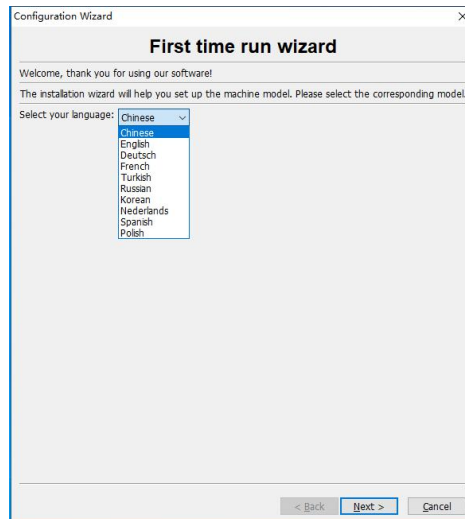 Configuration Wizard
First time run wizard
Welcome, thank you for using our software!
The installation wizard will help you set up the machine model. Please select the corresponding model.
Select your language: Chinese
Chinese
English
Deutsch
French
Turkish
Russian
Korean
Nederlands
Spanish
Polish
< Back Next > Cancel